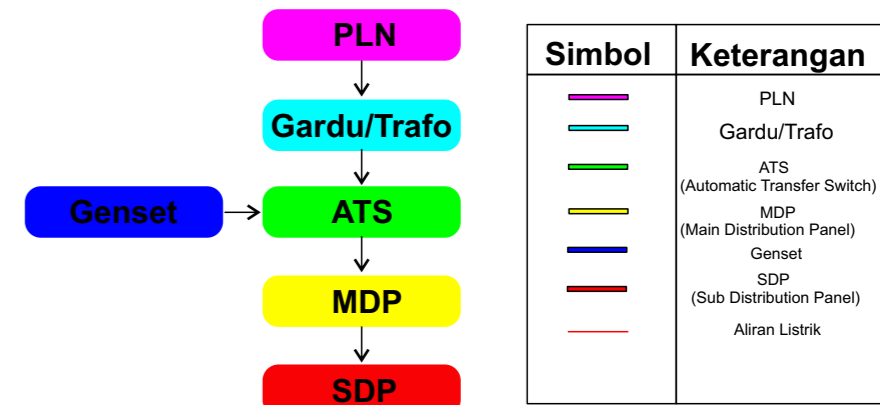 PLN
Gardu/Trafo
Genset
ATS
MDP
SDP
Simbol
Keterangan
PLN
Gardu/Trafo
ATS
(Automatic Transfer Switch)
MDP
(Main Distribution Panel)
Genset
SDP
(Sub Distribution Panel)
Aliran Listrik